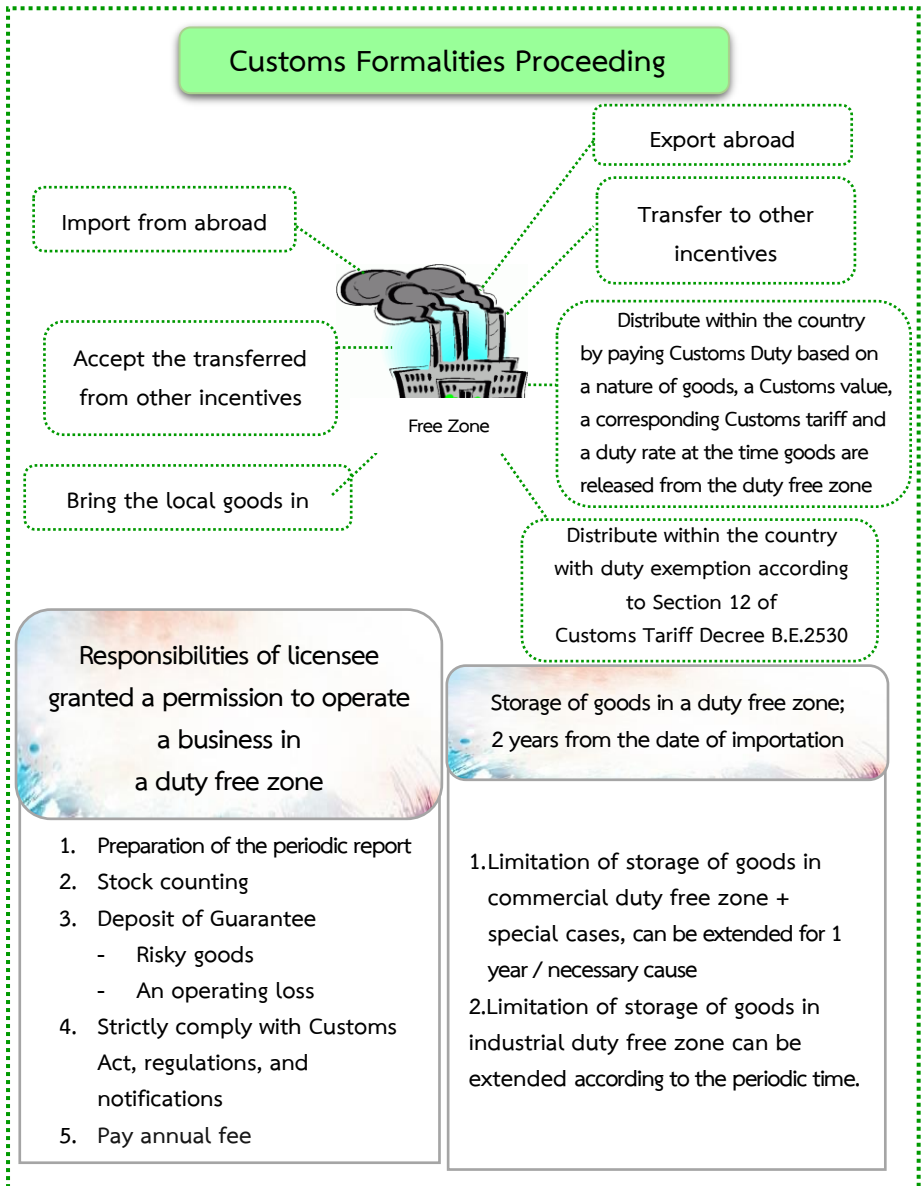 Customs Formalities Proceeding
Export abroad
Import from abroad
Transfer to other
incentives
Accept the transferred
from other incentives
Distribute within the country
by paying Customs Duty based on
a nature of goods, a Customs value,
a corresponding Customs tariff and
a duty rate at the time goods are
released from the duty free zone
Free Zone
Bring the local goods in
Distribute within the country
with duty exemption according
to Section 12 of
Customs Tariff Decree B.E.2530
Responsibilities of licensee
granted a permission to operate
a business in
a duty free zone
1. Preparation of the periodic report
2. Stock counting
3. Deposit of Guarantee
- Risky goods
- An operating loss
4. Strictly comply with Customs
Act, regulations, and
notifications
5. Pay annual fee
Storage of goods in a duty free zone;
2 years from the date of importation
1.Limitation of storage of goods in
commercial duty free zone +
special cases, can be extended for 1
year / necessary cause
2.Limitation of storage of goods in
industrial duty free zone can be
extended according to the periodic time.